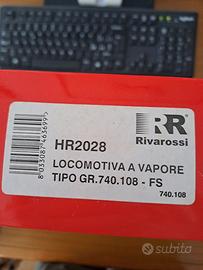 RR
Rivarossi
HR2028
LOCOMOTIVA A VAPORE
TIPO GR.740.108 - FS
740.108
subito